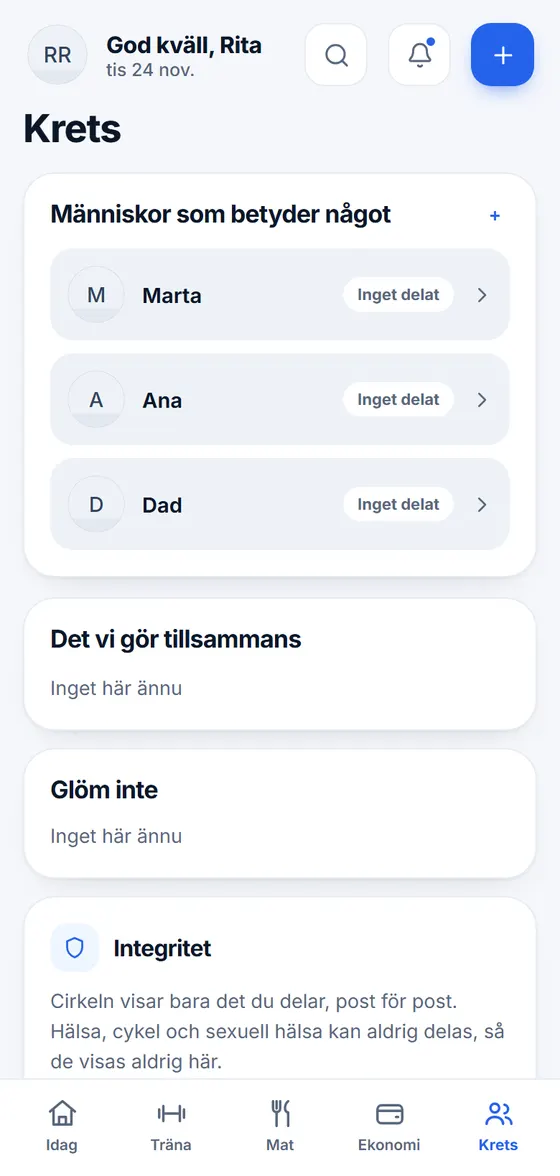 RR
God kväll, Rita
tis 24 nov.
Krets
Människor som betyder något
+
M
Marta
Inget delat
A
Ana
Inget delat
D
Dad
Inget delat
Det vi gör tillsammans
Inget här ännu
Glöm inte
Inget här ännu
Integritet
Cirkeln visar bara det du delar, post för post.
Hälsa, cykel och sexuell hälsa kan aldrig delas, så
de visas aldrig här.
Idag
Träna
Mat
Ekonomi
Krets